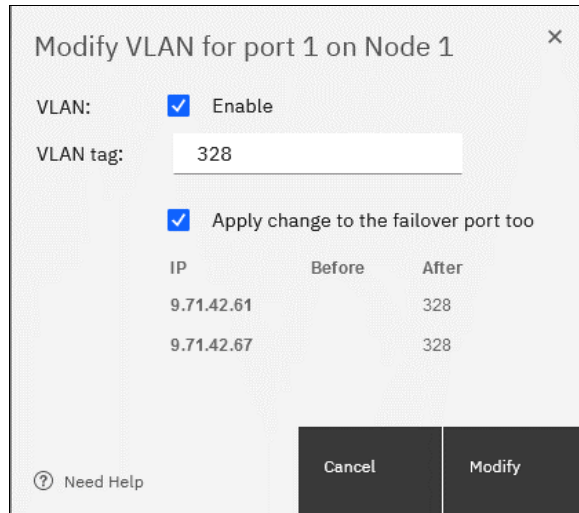 Modify VLAN for port 1 on Node 1
VLAN: Enable
VLAN tag: 328
Apply change to the failover port too
IP Before After
9.71.42.61 328
9.71.42.67 328
Need Help Cancel Modify